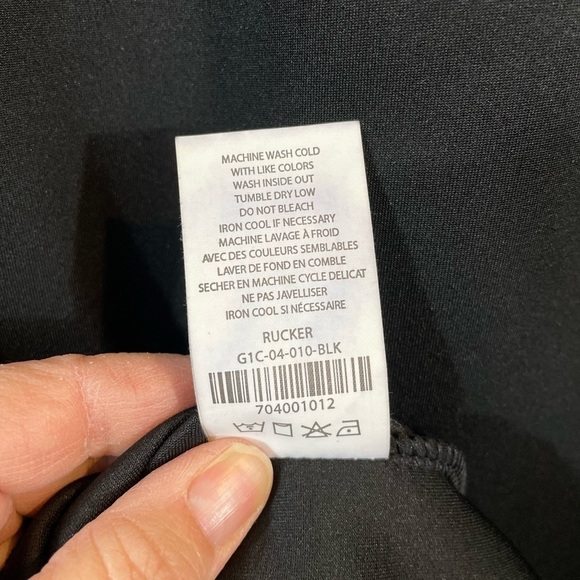 MACHINE WASH COLD
WITH LIKE COLORS
WASH INSIDE OUT
TUMBLE DRY LOW
DO NOT BLEACH
IRON COOL IF NECESSARY
MACHINE LAVAGE À FROID
AVEC DES COULEURS SEMBLABLES
LAVER DE FOND EN COMBLE
SECHER EN MACHINE CYCLE DELICAT
NE PAS JAVELLISER
IRON COOL SI NÉCESSAIRE
RUCKER
G1C-04-010-BLK
704001012